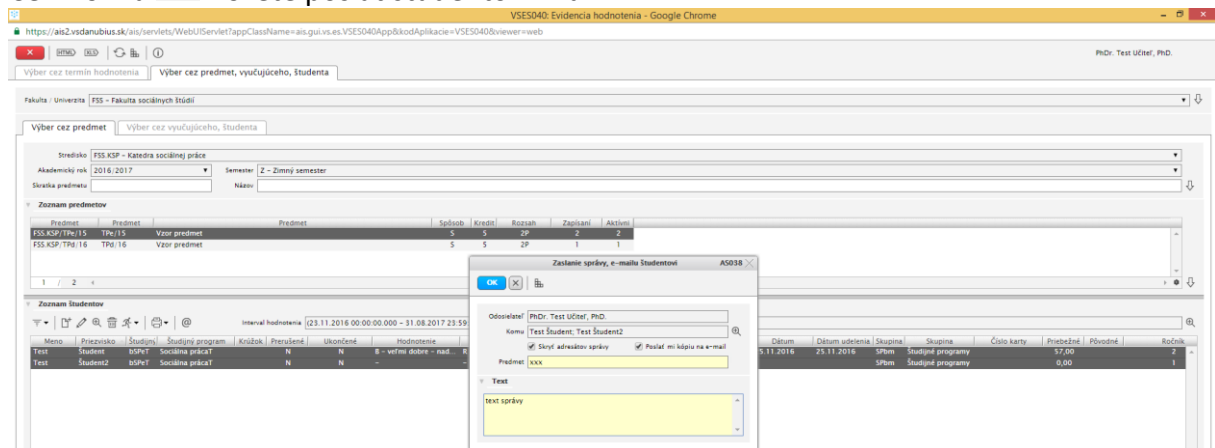 VSES040: Evidencia hodnotenia - Google Chrome
https://ais2.vsdanubius.sk/ais/servlets/WebUIServlet?appClassName=ais.gui.vs.es.VSES040App&kodAplikacie=VSES040&viewer=web
HTML XLS PhDr. Test Učiteľ, PhD.
Výber cez termín hodnotenia Výber cez predmet, vyučujúceho, študenta
Fakulta / Univerzita FSS - Fakulta sociálnych štúdií
Výber cez predmet Výber cez vyučujúceho, študenta
Stredisko FSS.KSP - Katedra sociálnej práce
Akademický rok 2016/2017 Semester Z - Zimný semester
Skratka predmetu Názov
Zoznam predmetov
Predmet Predmet Predmet Spôsob Kredit Rozsah Zapísaní Aktívni
FSS.KSP/TPe/15 TPe/15 Vzor predmet S 5 2P 2 2
FSS.KSP/TPd/16 TPd/16 Vzor predmet S 5 2P 1 1
1 / 2
Zaslanie správy, e-mailu študentovi AS038
OK X
Odosielateľ PhDr. Test Učiteľ, PhD.
Komu Test Študent; Test Študent2
Skryť adresátov správy Poslať mi kópiu na e-mail
Predmet xxx
Text
text správy
Zoznam študentov
@ Interval hodnotenia (23.11.2016 00:00:00.000 - 31.08.2017 23:59:
Meno Priezvisko Študijný Študijný program Krúžok Prerušené Ukončené Hodnotenie Dátum Dátum udelenia Skupina Skupina Číslo karty Priebežné Pôvodné Ročník
Test Študent bSPeT Sociálna prácaT N N B - veľmi dobre - nad... R 5.11.2016 25.11.2016 SPbm Študijné programy 57,00 2
Test Študent2 bSPeT Sociálna prácaT N N - SPbm Študijné programy 0,00 1